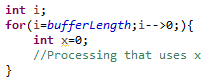 int i;
for(i=bufferLength;i-->0;){
    int x=0;
    //Processing that uses x
}